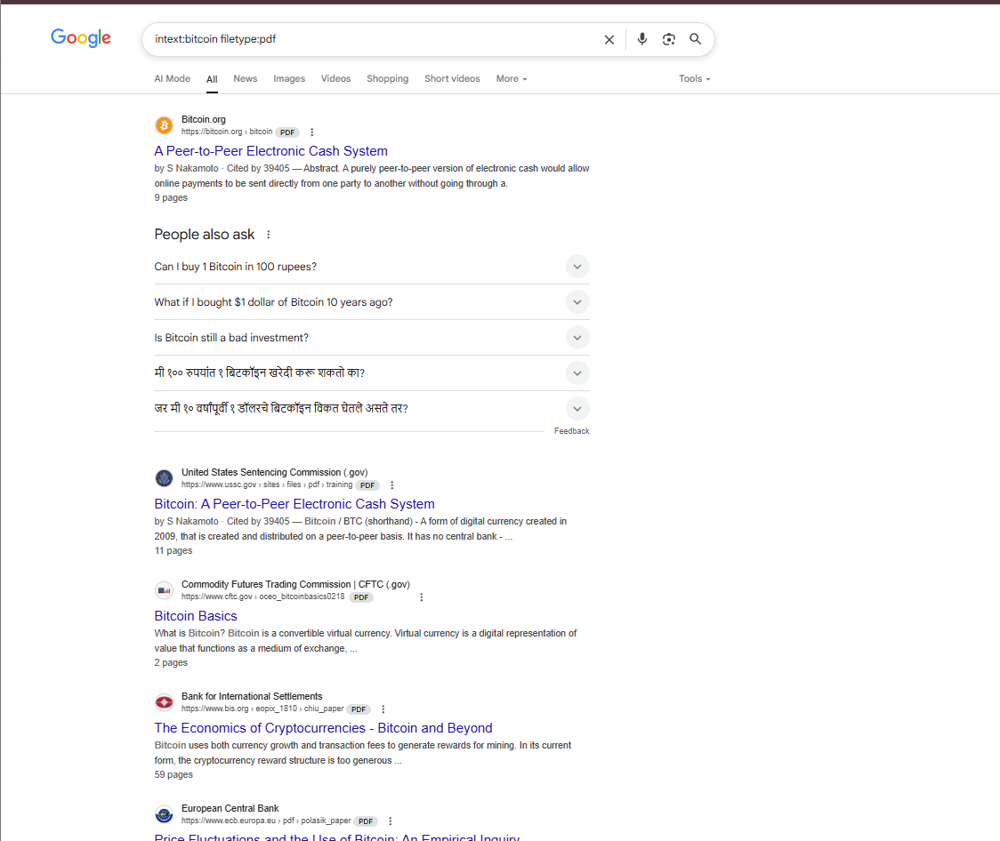 Google
intext:bitcoin filetype:pdf
AI Mode All News Images Videos Shopping Short videos More Tools
Bitcoin.org
https://bitcoin.org › bitcoin PDF
A Peer-to-Peer Electronic Cash System
by S Nakamoto · Cited by 39405 — Abstract. A purely peer-to-peer version of electronic cash would allow
online payments to be sent directly from one party to another without going through a.
9 pages
People also ask
Can I buy 1 Bitcoin in 100 rupees?
What if I bought $1 dollar of Bitcoin 10 years ago?
Is Bitcoin still a bad investment?
मी १०० रुपयांत १ बिटकॉइन खरेदी करू शकतो का?
जर मी १० वर्षांपूर्वी १ डॉलरचे बिटकॉइन विकत घेतले असते तर?
Feedback
United States Sentencing Commission (.gov)
https://www.ussc.gov › sites › files › pdf › training PDF
Bitcoin: A Peer-to-Peer Electronic Cash System
by S Nakamoto · Cited by 39405 — Bitcoin / BTC (shorthand) - A form of digital currency created in
2009, that is created and distributed on a peer-to-peer basis. It has no central bank - ...
11 pages
Commodity Futures Trading Commission | CFTC (.gov)
https://www.cftc.gov › oceo_bitcoinbasics0218 PDF
Bitcoin Basics
What is Bitcoin? Bitcoin is a convertible virtual currency. Virtual currency is a digital representation of
value that functions as a medium of exchange, ...
2 pages
Bank for International Settlements
https://www.bis.org › eopix_1810 › chiu_paper PDF
The Economics of Cryptocurrencies - Bitcoin and Beyond
Bitcoin uses both currency growth and transaction fees to generate rewards for mining. In its current
form, the cryptocurrency reward structure is too generous ...
59 pages
European Central Bank
https://www.ecb.europa.eu › pdf › polasik_paper PDF
Price Fluctuations and the Use of Bitcoin: An Empirical Inquiry